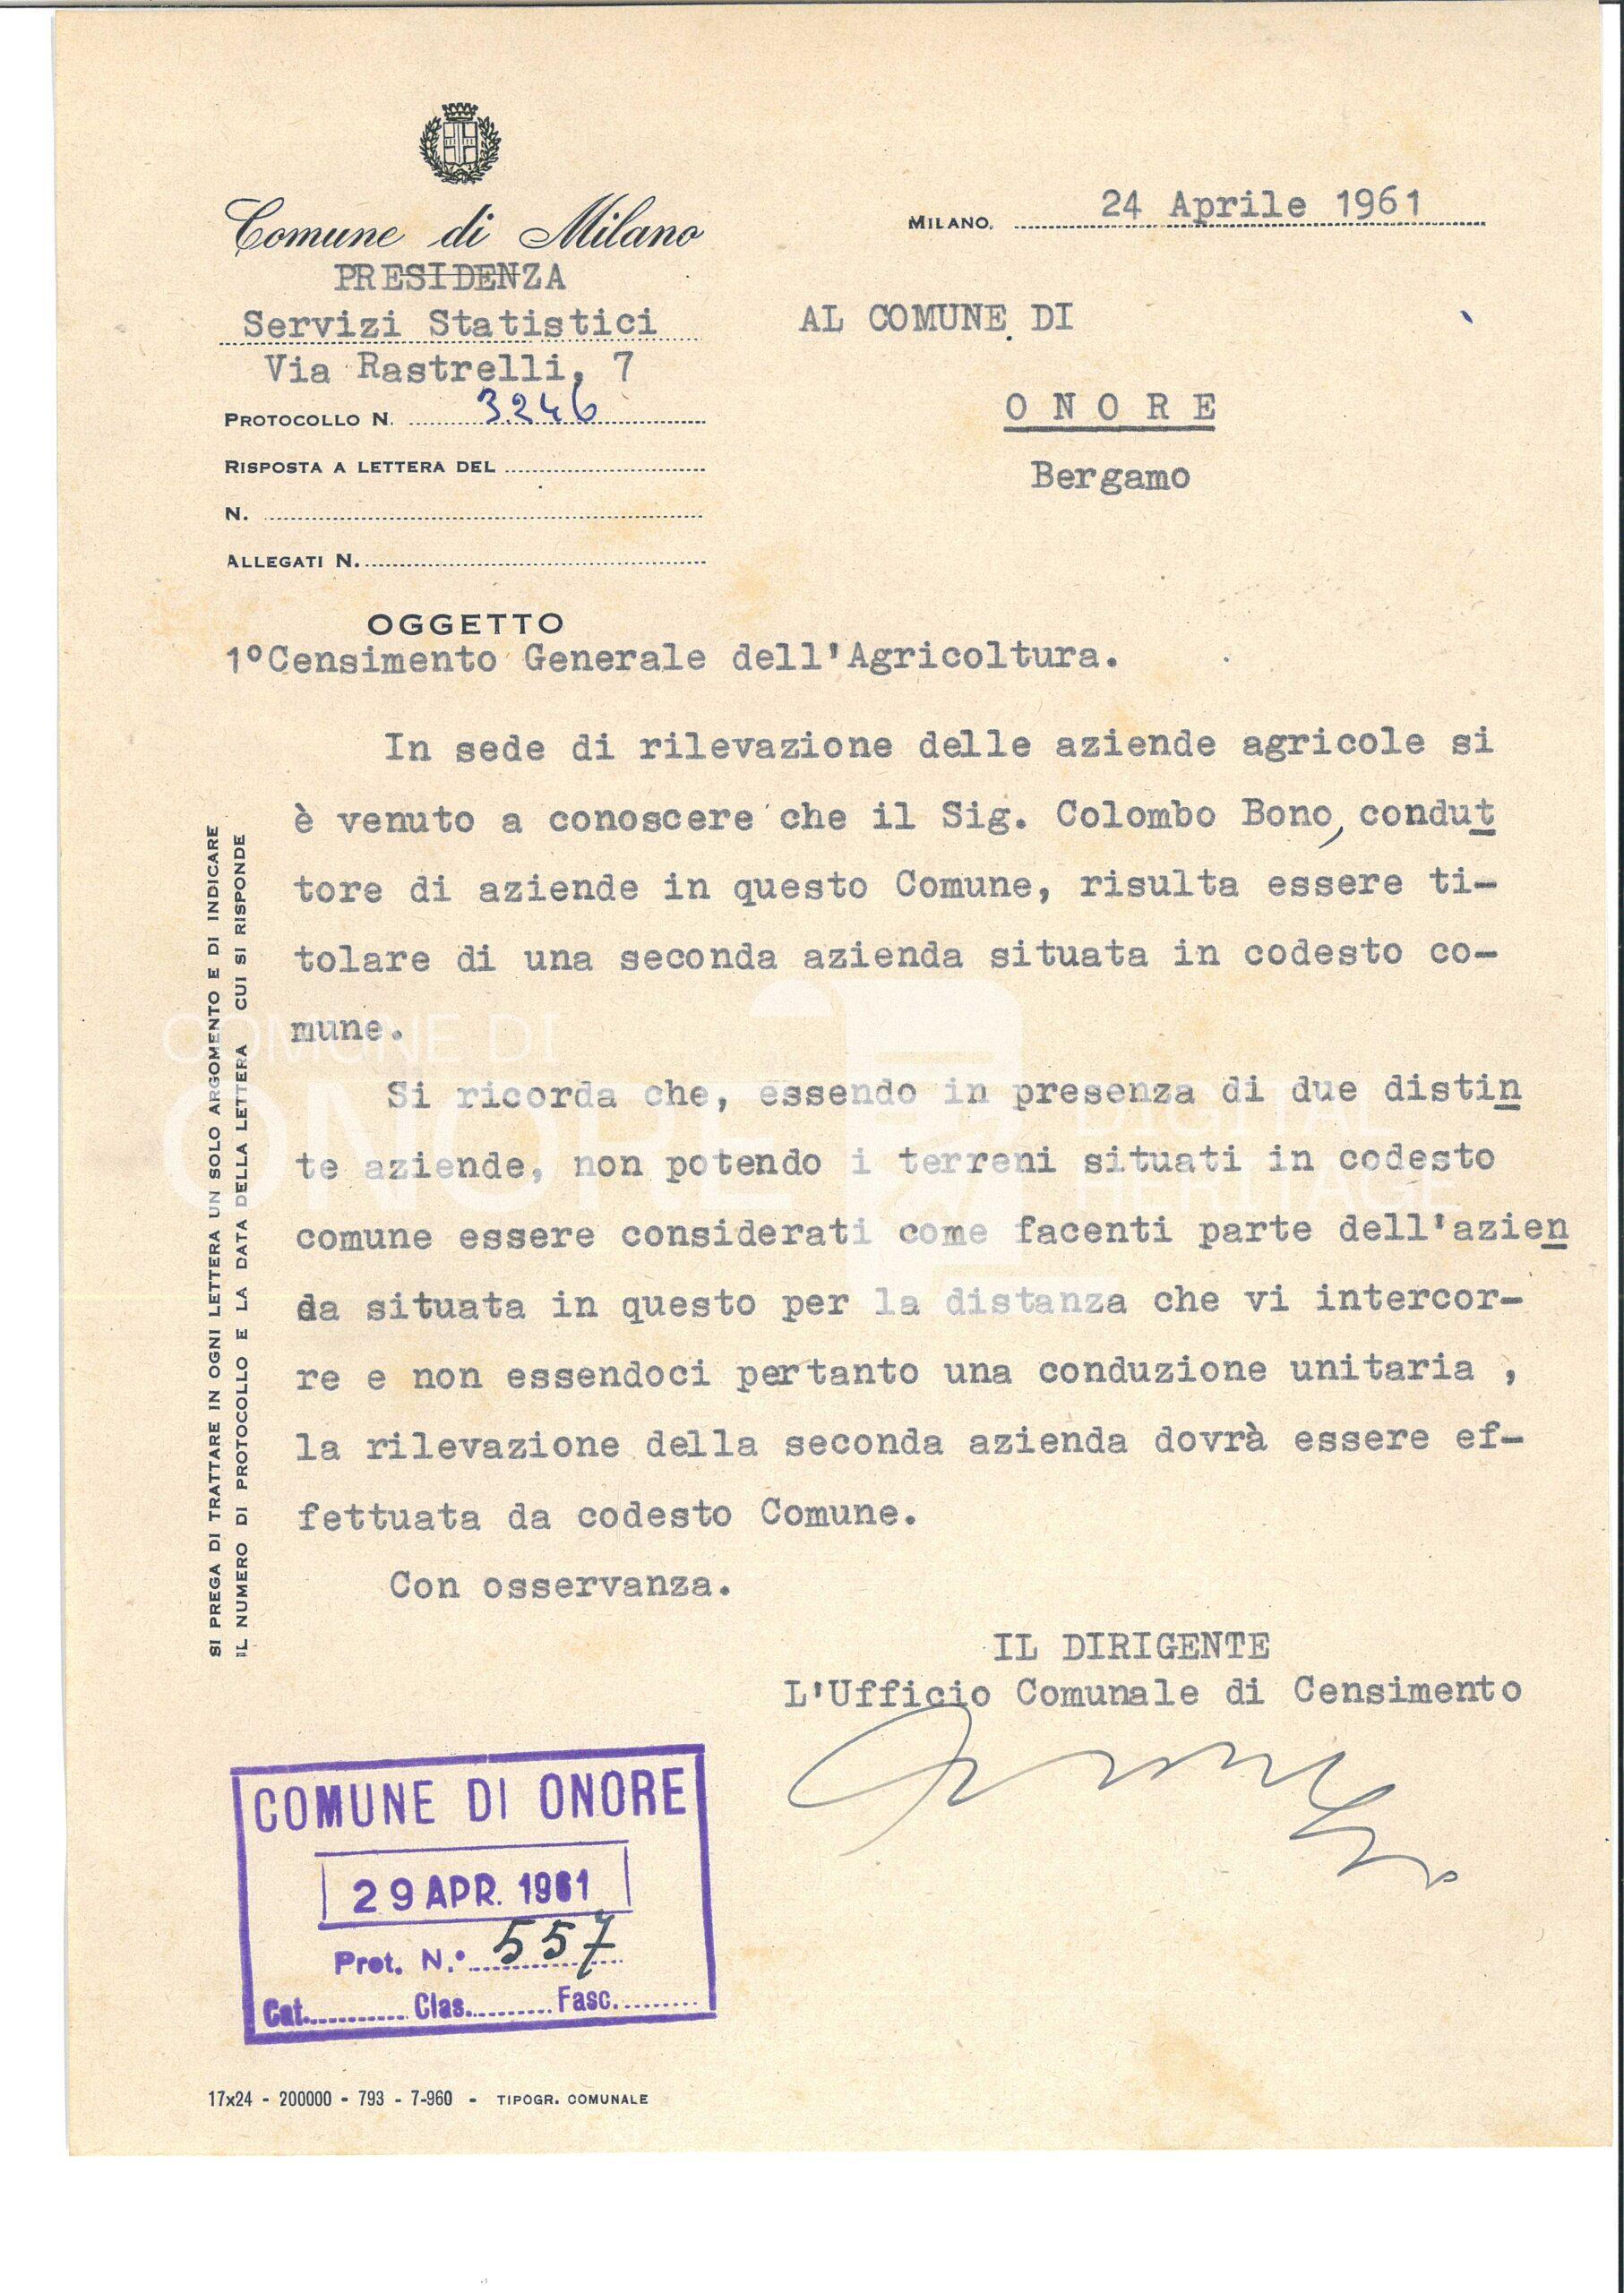 Comune di Milano
PRESIDENZA
Servizi Statistici
Via Rastrelli, 7
PROTOCOLLO N. 3246
RISPOSTA A LETTERA DEL
N.
ALLEGATI N.
MILANO. 24 Aprile 1961
AL COMUNE DI
ONORE
Bergamo
OGGETTO
1°Censimento Generale dell'Agricoltura.
In sede di rilevazione delle aziende agricole si
è venuto a conoscere che il Sig. Colombo Bono, condut
tore di aziende in questo Comune, risulta essere ti-
tolare di una seconda azienda situata in codesto co-
mune.
Si ricorda che, essendo in presenza di due distin
te aziende, non potendo i terreni situati in codesto
comune essere considerati come facenti parte dell'azien
da situata in questo per la distanza che vi intercor-
re e non essendoci pertanto una conduzione unitaria ,
la rilevazione della seconda azienda dovrà essere ef-
fettuata da codesto Comune.
Con osservanza.
IL DIRIGENTE
L'Ufficio Comunale di Censimento
SI PREGA DI TRATTARE IN OGNI LETTERA UN SOLO ARGOMENTO E DI INDICARE
IL NUMERO DI PROTOCOLLO E LA DATA DELLA LETTERA CUI SI RISPONDE
COMUNE DI ONORE
29 APR. 1961
Prot. N.° 557
Cat. Clas. Fasc.
17x24 - 200000 - 793 - 7-960 - TIPOGR. COMUNALE
COMUNE DI
ONORE
DIGITAL
HERITAGE